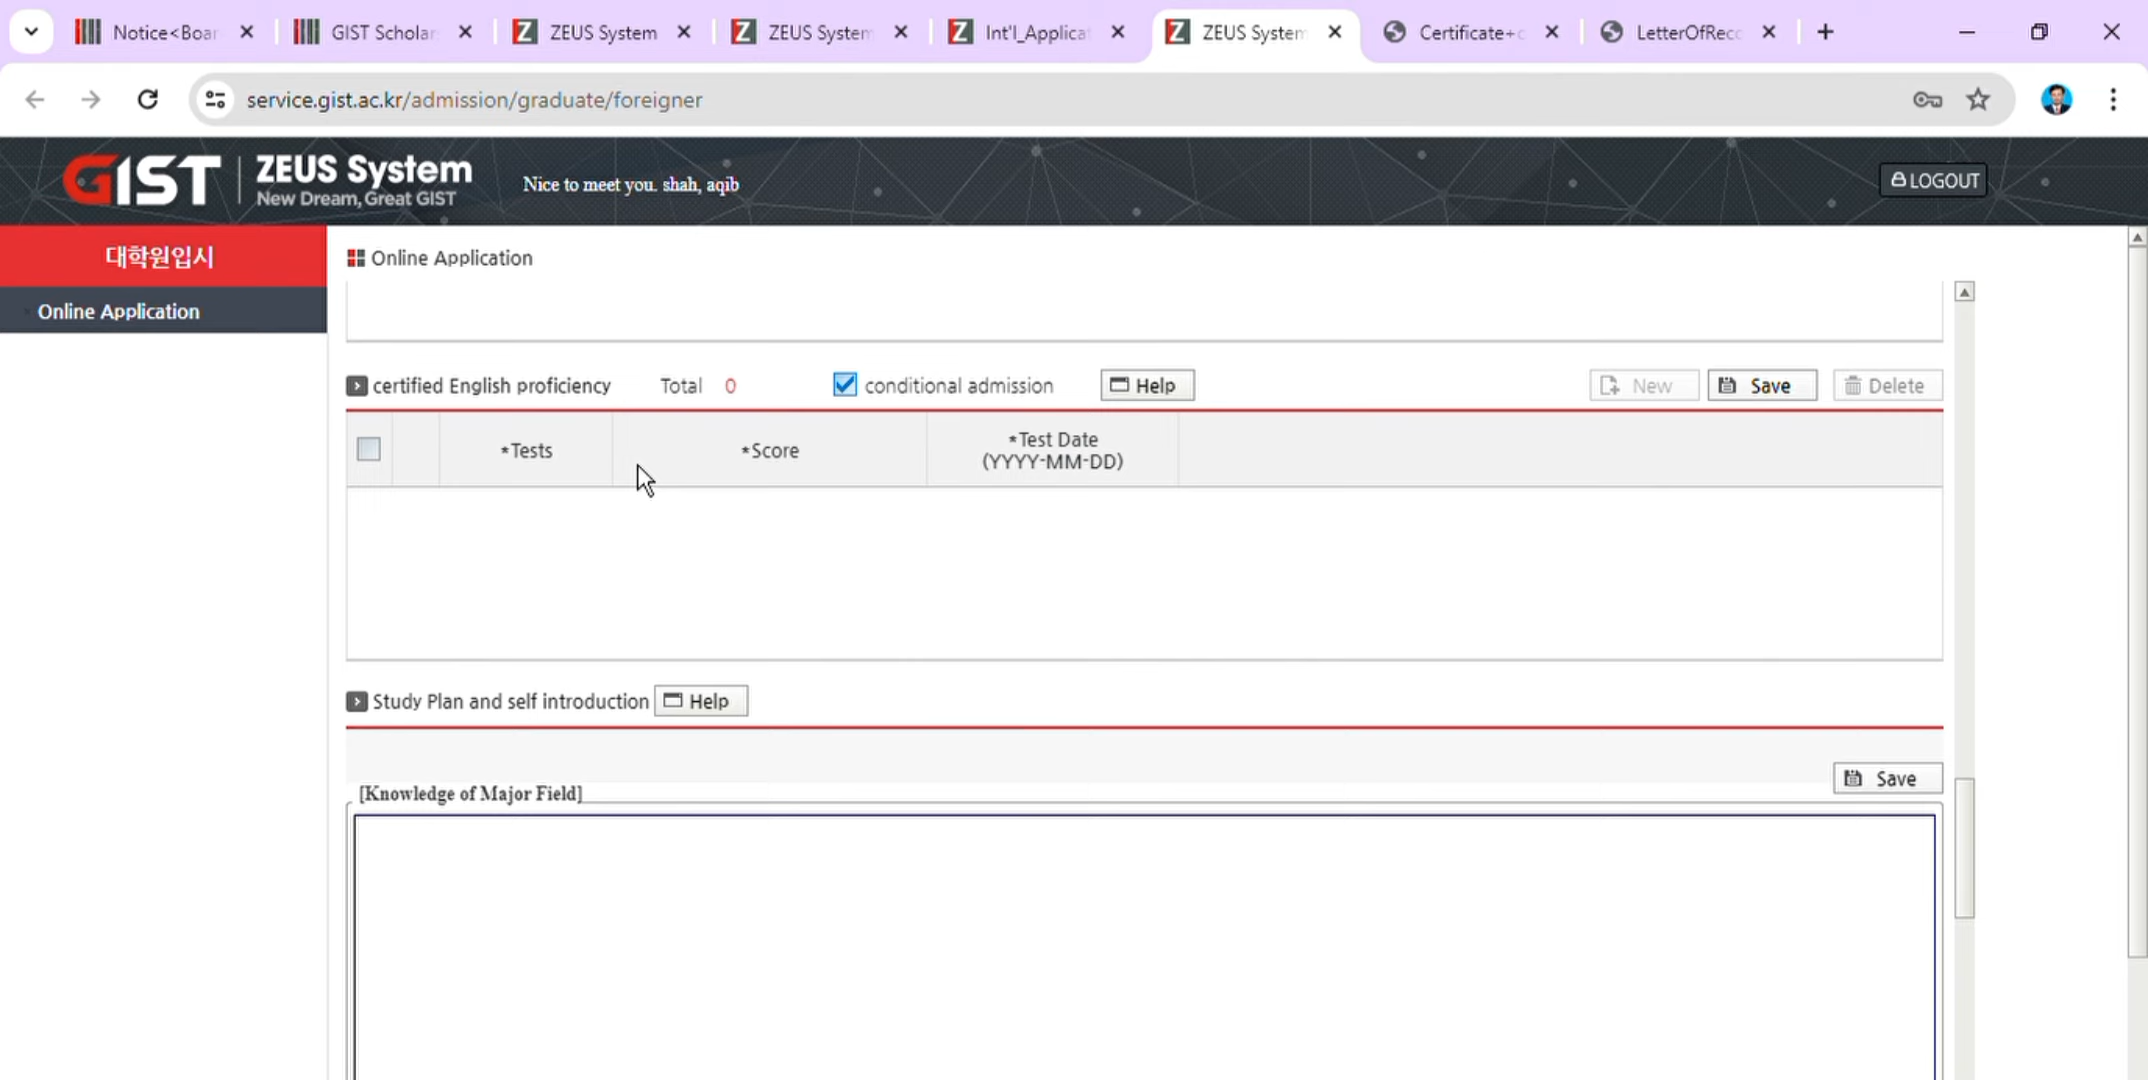 Notice<Boar
GIST Scholar
ZEUS System
ZEUS System
Int'l_Applicat
ZEUS System
Certificate+c
LetterOfReco
service.gist.ac.kr/admission/graduate/foreigner
GIST
ZEUS System
New Dream, Great GIST
Nice to meet you. shah, aqib
LOGOUT
대학원입시
Online Application
Online Application
certified English proficiency Total 0 conditional admission Help New Save Delete
*Tests
*Score
*Test Date
(YYYY-MM-DD)
Study Plan and self introduction Help
Save
[Knowledge of Major Field]